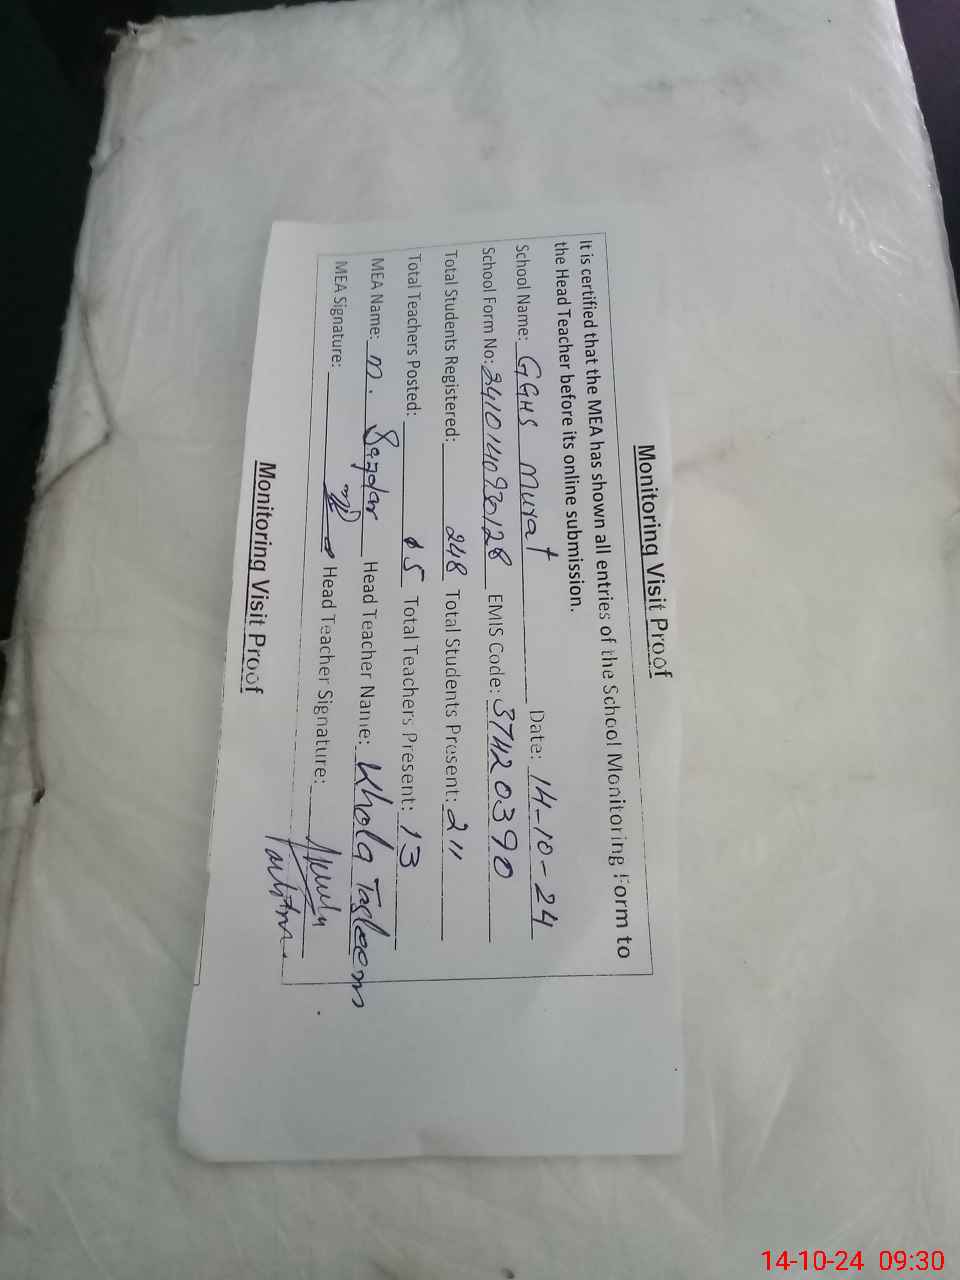 Monitoring Visit Proof
It is certified that the MEA has shown all entries of the School Monitoring Form to
the Head Teacher before its online submission.
School Name: GGHS Murat Date: 14-10-24
School Form No: EMIS Code: 37420390
Total Students Registered: 248 Total Students Present: 211
Total Teachers Posted: 15 Total Teachers Present: 13
MEA Name: M. Head Teacher Name: Khola Tasleem
MEA Signature: Head Teacher Signature:
Monitoring Visit Proof
14-10-24 09:30